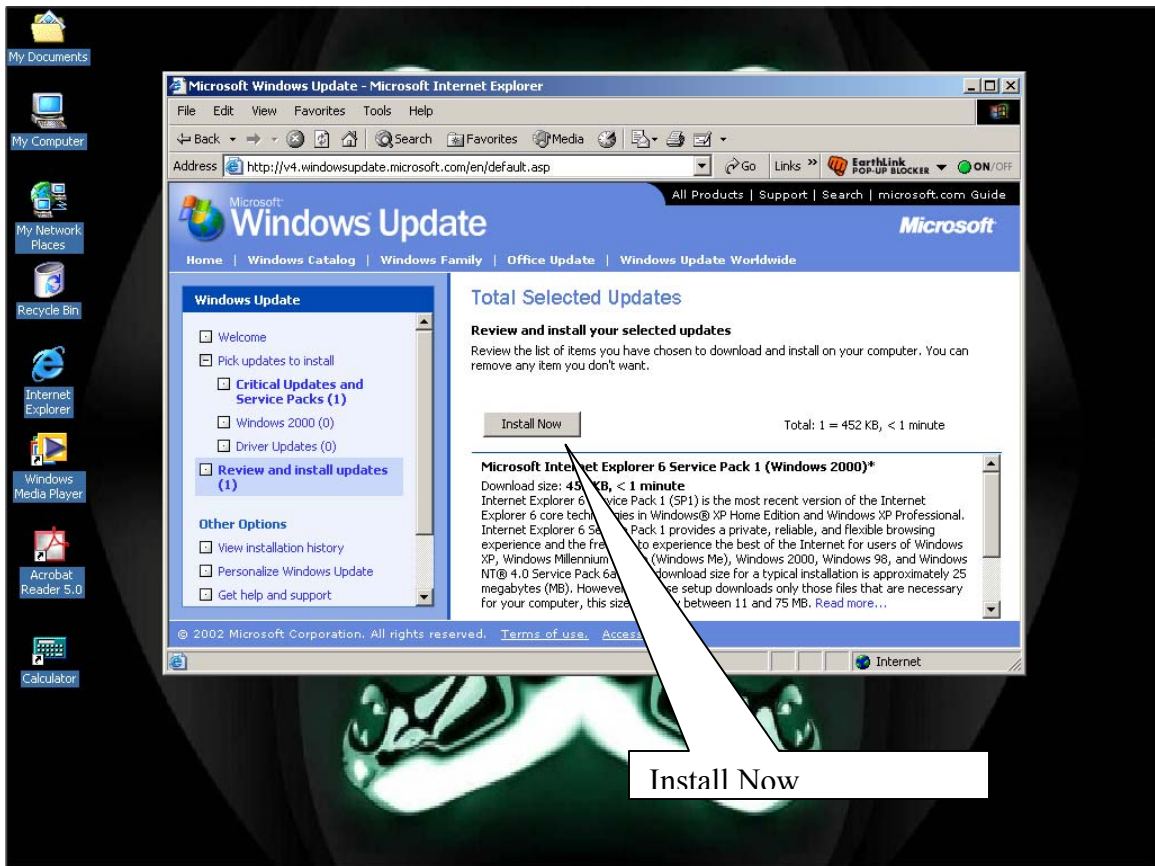 My Documents
My Computer
My Network
Places
Recycle Bin
Internet
Explorer
Windows
Media Player
Acrobat
Reader 5.0
Calculator
Microsoft Windows Update - Microsoft Internet Explorer
File Edit View Favorites Tools Help
Back Search Favorites Media
Address http://v4.windowsupdate.microsoft.com/en/default.asp Go Links » EarthLink POP-UP BLOCKER ON/OFF
All Products | Support | Search | microsoft.com Guide
Microsoft
Windows Update
Microsoft
Home | Windows Catalog | Windows Family | Office Update | Windows Update Worldwide
Windows Update
Welcome
Pick updates to install
Critical Updates and
Service Packs (1)
Windows 2000 (0)
Driver Updates (0)
Review and install updates
(1)
Other Options
View installation history
Personalize Windows Update
Get help and support
Total Selected Updates
Review and install your selected updates
Review the list of items you have chosen to download and install on your computer. You can
remove any item you don't want.
Install Now
Total: 1 = 452 KB, < 1 minute
Microsoft Internet Explorer 6 Service Pack 1 (Windows 2000)*
Download size: KB, < 1 minute
Internet Explorer 6 Service Pack 1 (SP1) is the most recent version of the Internet
Explorer 6 core technologies in Windows® XP Home Edition and Windows XP Professional.
Internet Explorer 6 Service Pack 1 provides a private, reliable, and flexible browsing
experience and the to experience the best of the Internet for users of Windows
XP, Windows Millennium (Windows Me), Windows 2000, Windows 98, and Windows
NT® 4.0 Service Pack 6a download size for a typical installation is approximately 25
megabytes (MB). However, setup downloads only those files that are necessary
for your computer, this size between 11 and 75 MB. Read more...
© 2002 Microsoft Corporation. All rights reserved. Terms of use.
Internet
Install Now